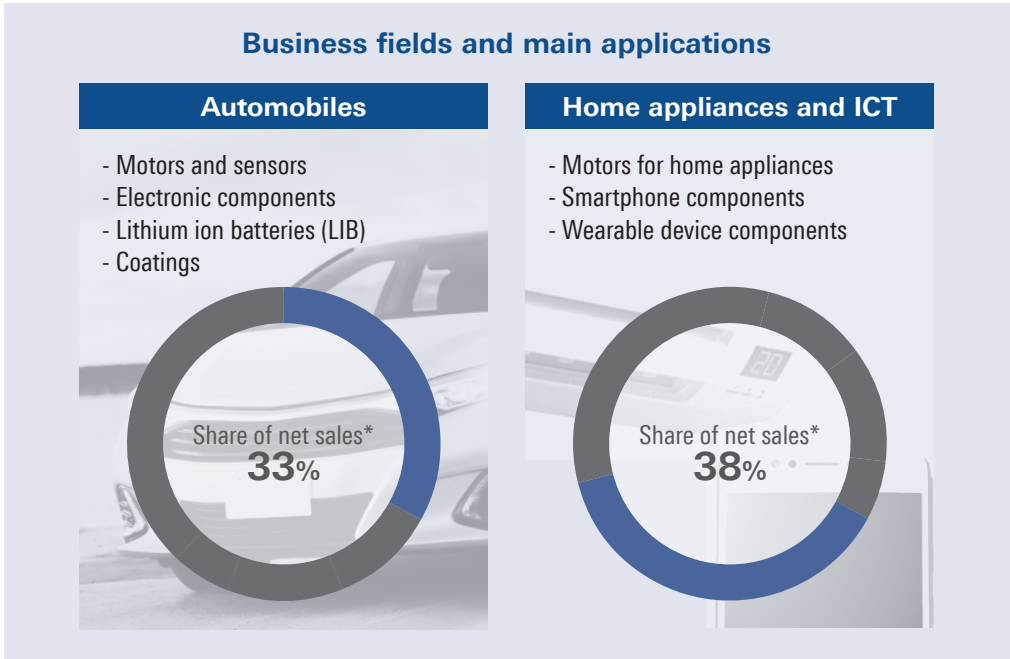 Business fields and main applications
Automobiles
- Motors and sensors
- Electronic components
- Lithium ion batteries (LIB)
- Coatings
Share of net sales*
33%
Home appliances and ICT
- Motors for home appliances
- Smartphone components
- Wearable device components
20
Share of net sales*
38%